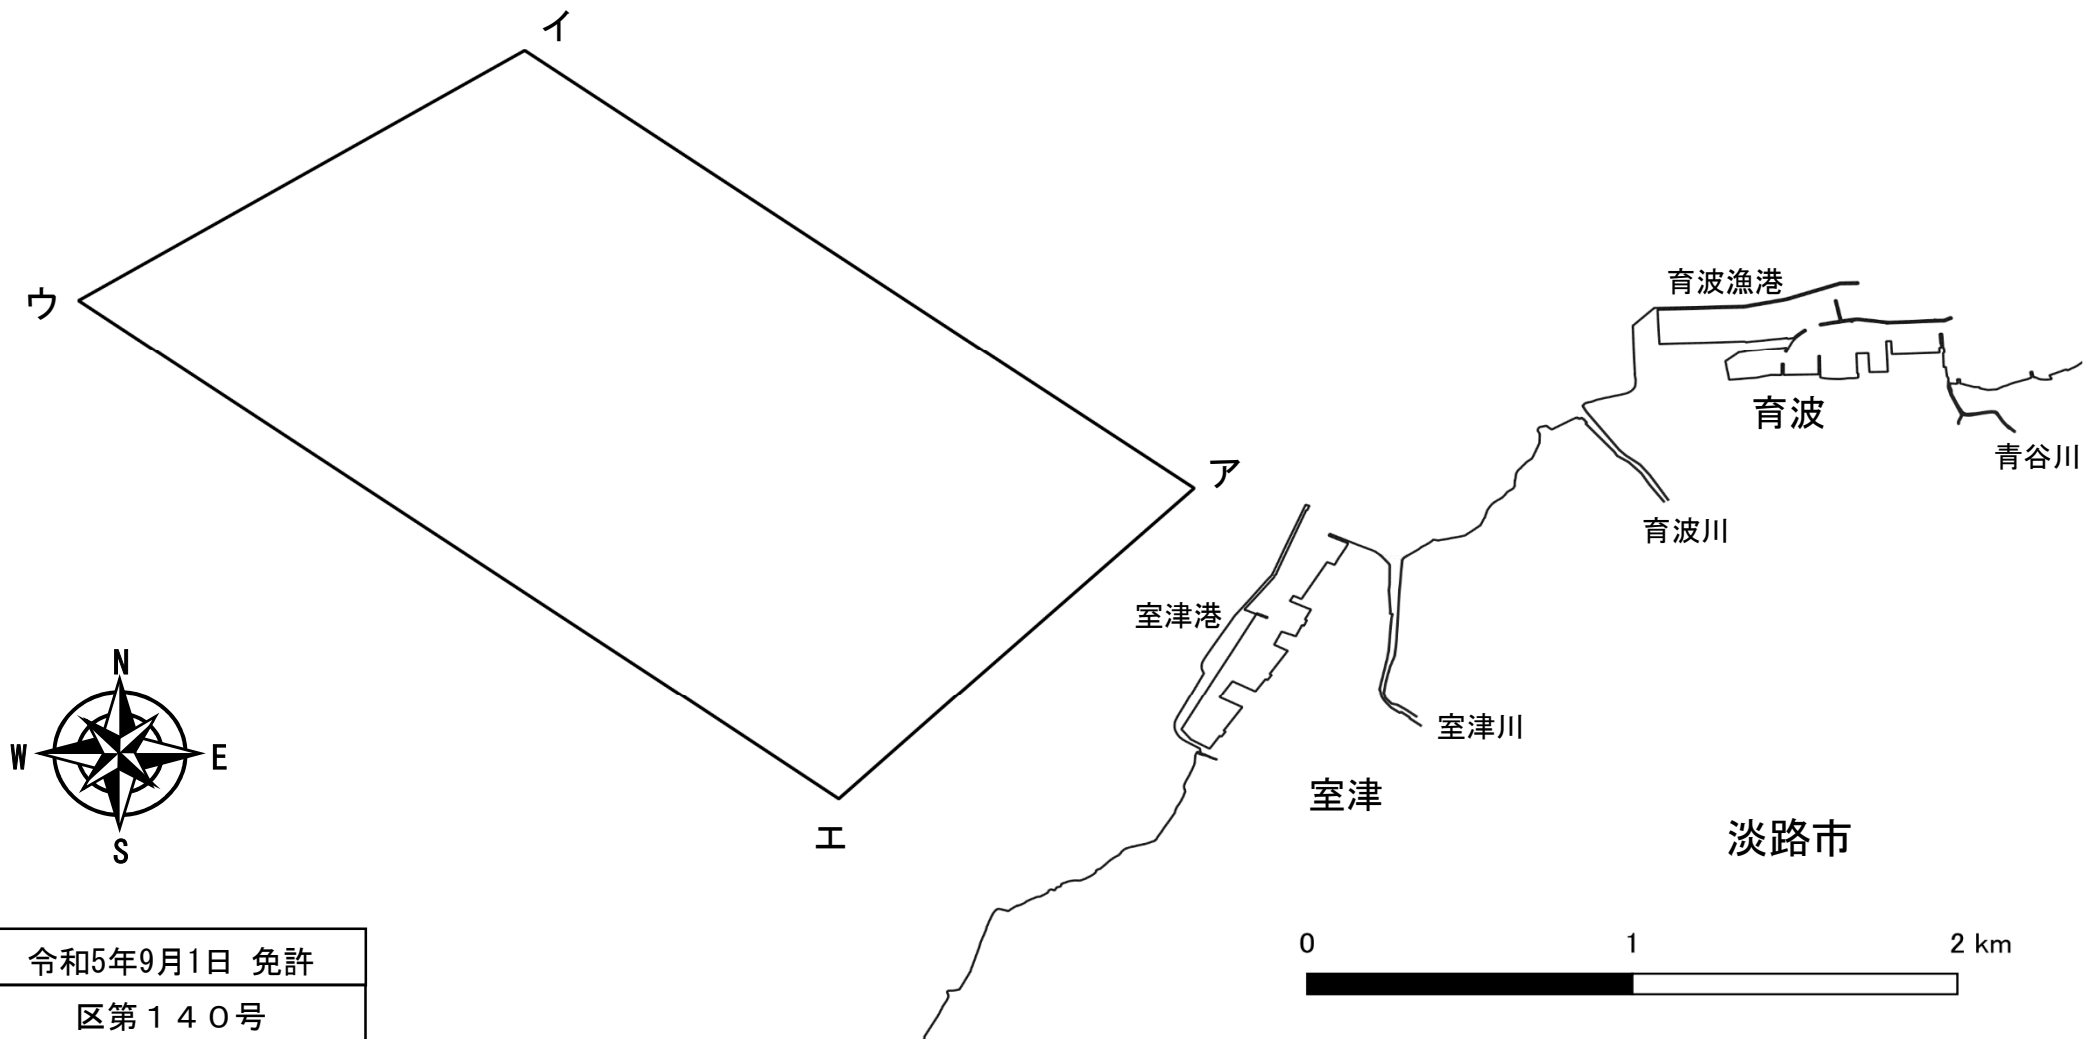 イ
ウ
育波漁港
育波
ア
青谷川
育波川
室津港
N
W
E
S
室津川
室津
エ
淡路市
0 1 2 km
令和5年9月1日 免許
区第１４０号